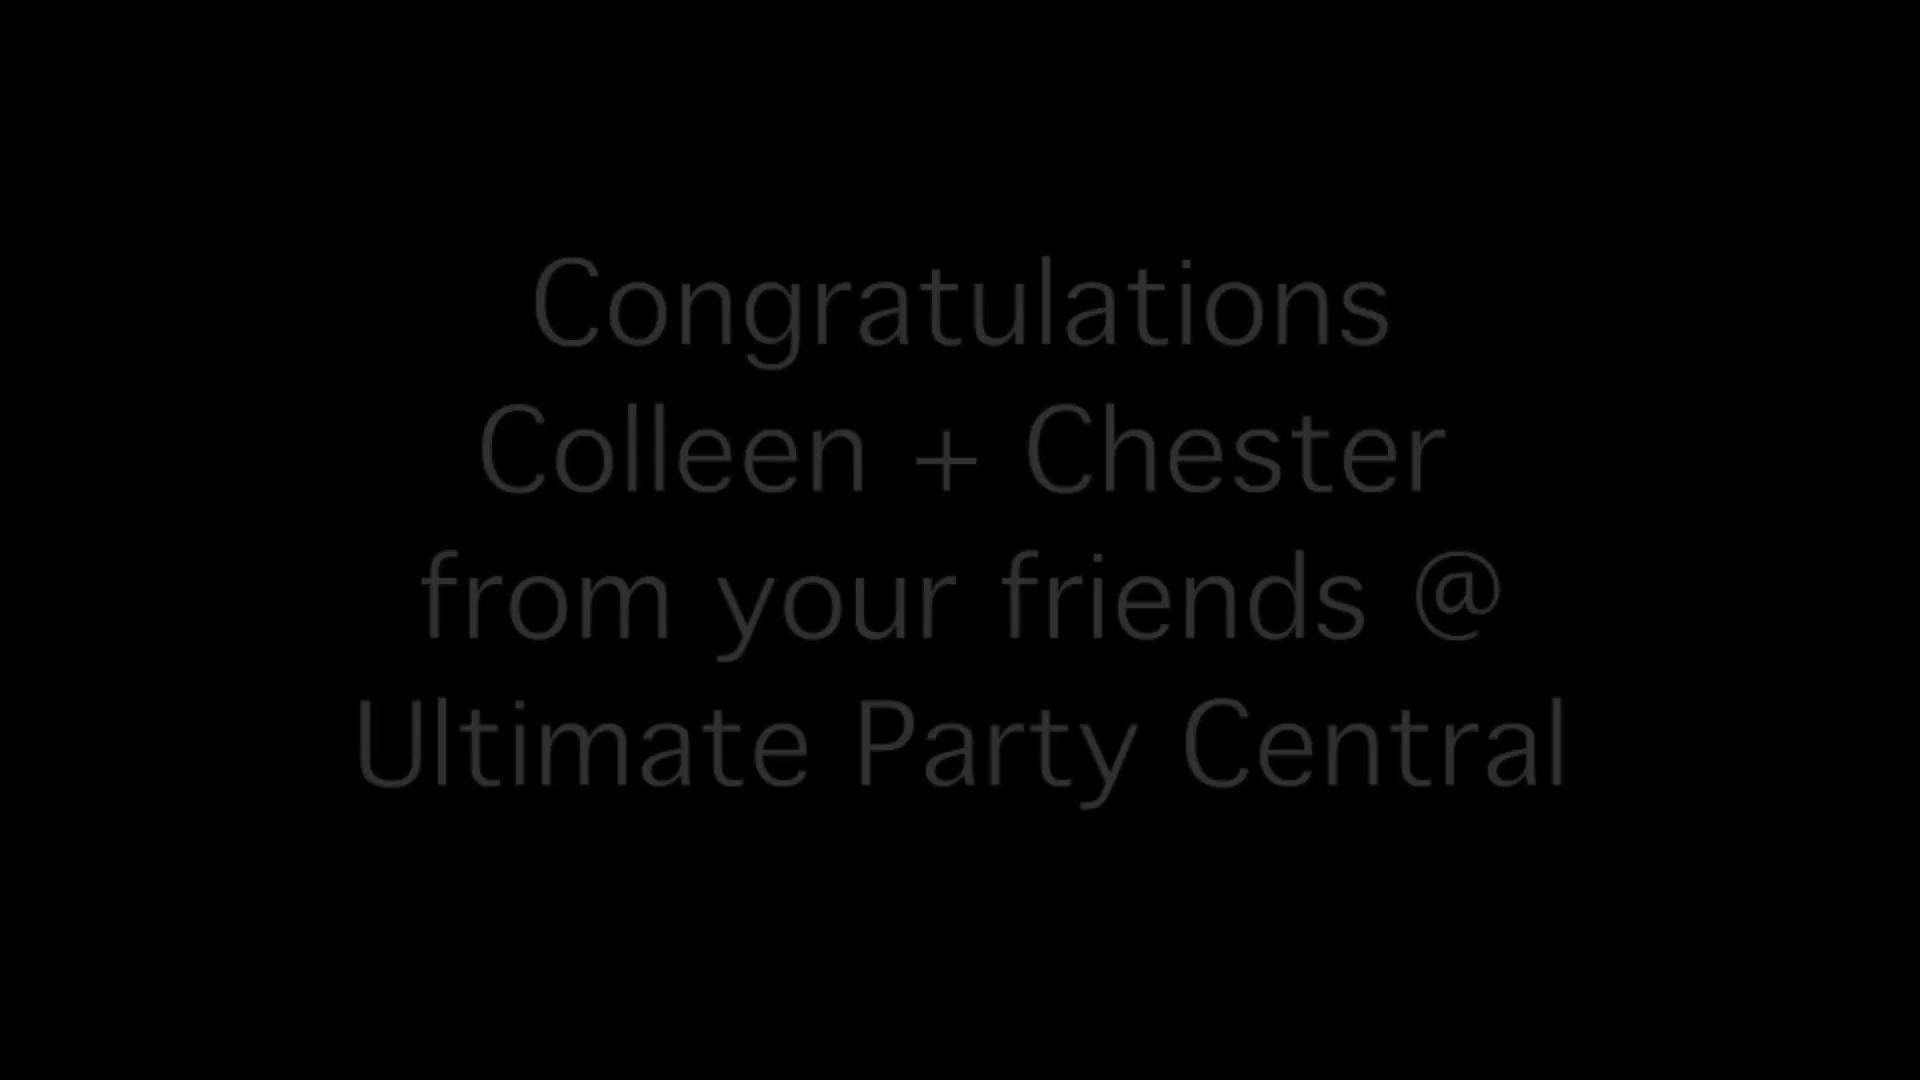 Congratulations
Colleen + Chester
from your friends @
Ultimate Party Central